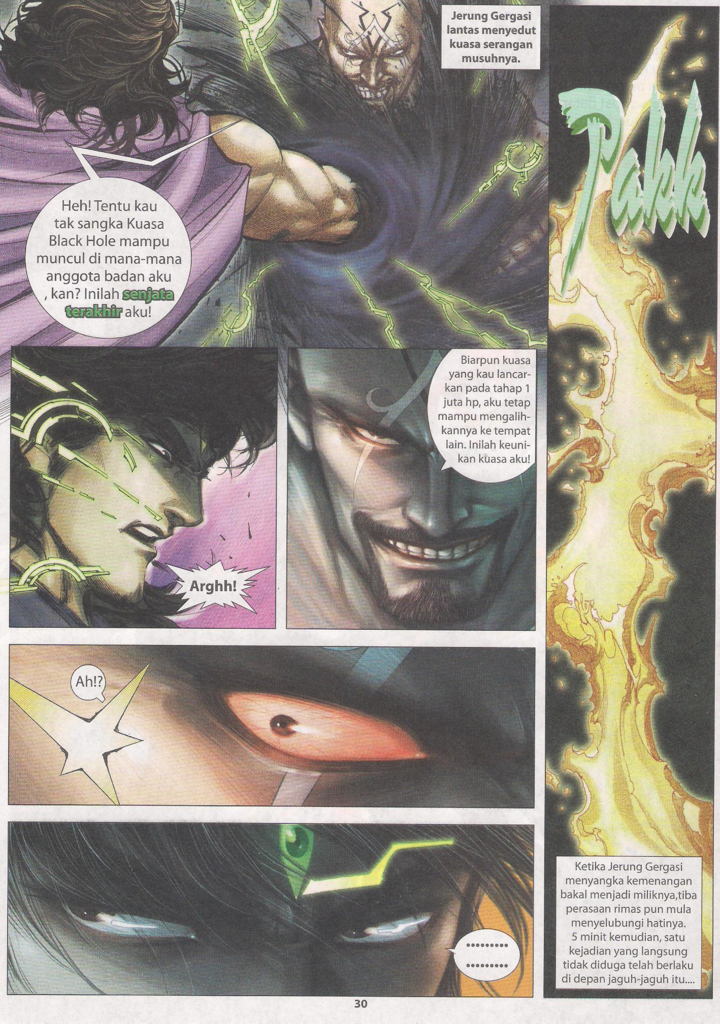 Jerung Gergasi
lantas menyedut
kuasa serangan
musuhnya.
Heh! Tentu kau
tak sangka Kuasa
Black Hole mampu
muncul di mana-mana
anggota badan aku
, kan? Inilah senjata
terakhir aku!
Pakk
Arghh!
Biarpun kuasa
yang kau lancar-
kan pada tahap 1
juta hp, aku tetap
mampu mengalih-
kannya ke tempat
lain. Inilah keuni-
kan kuasa aku!
Ah!?
.........
.........
Ketika Jerung Gergasi
menyangka kemenangan
bakal menjadi miliknya,tiba
perasaan rimas pun mula
menyelubungi hatinya.
5 minit kemudian, satu
kejadian yang langsung
tidak diduga telah berlaku
di depan jaguh-jaguh itu....
30